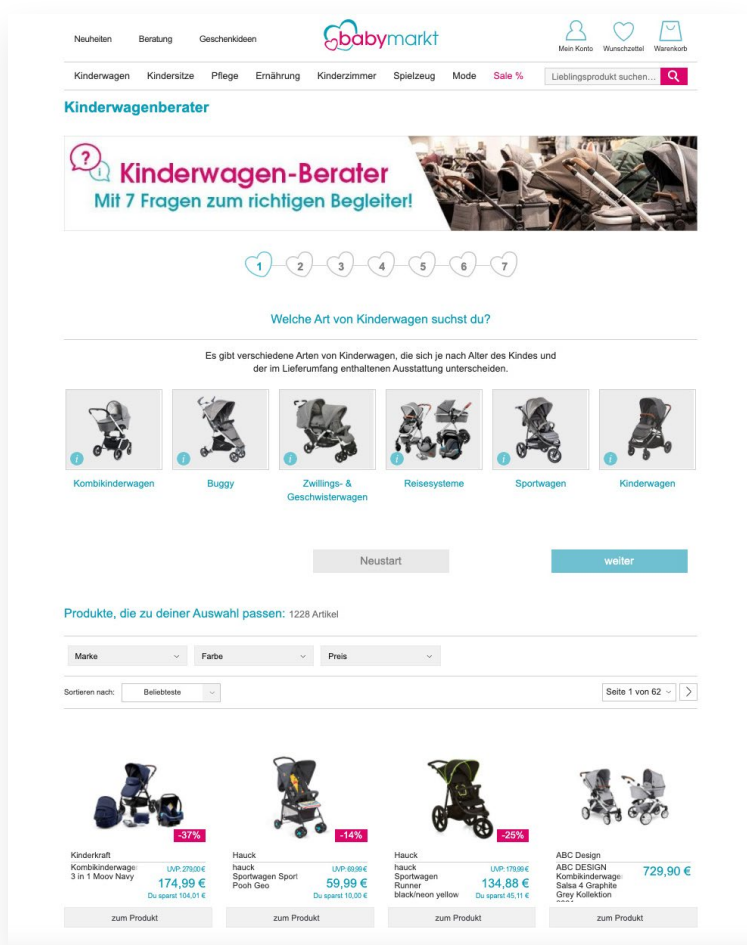 Neuheiten Beratung Geschenkideen
babymarkt
Mein Konto Wunschzettel Warenkorb
Kinderwagen Kindersitze Pflege Ernährung Kinderzimmer Spielzeug Mode Sale % Lieblingsprodukt suchen...
Kinderwagenberater
? i
Kinderwagen-Berater
Mit 7 Fragen zum richtigen Begleiter!
1 2 3 4 5 6 7
Welche Art von Kinderwagen suchst du?
Es gibt verschiedene Arten von Kinderwagen, die sich je nach Alter des Kindes und
der im Lieferumfang enthaltenen Ausstattung unterscheiden.
i i i i i i
Kombikinderwagen Buggy Zwillings- & Reisesysteme Sportwagen Kinderwagen
Geschwisterwagen
Neustart weiter
Produkte, die zu deiner Auswahl passen: 1228 Artikel
Marke Farbe Preis
Sortieren nach: Beliebteste Seite 1 von 62
-37% -14% -25%
Kinderkraft
Kombikinderwage
3 in 1 Moov Navy
UVP: 279,00 €
174,99 €
Du sparst 104,01 €
zum Produkt
Hauck
hauck
Sportwagen Sport
Pooh Geo
UVP: 69,99 €
59,99 €
Du sparst 10,00 €
zum Produkt
Hauck
hauck
Sportwagen
Runner
black/neon yellow
UVP: 179,99 €
134,88 €
Du sparst 45,11 €
zum Produkt
ABC Design
ABC DESIGN
Kombikinderwage
Salsa 4 Graphite
Grey Kollektion
729,90 €
zum Produkt